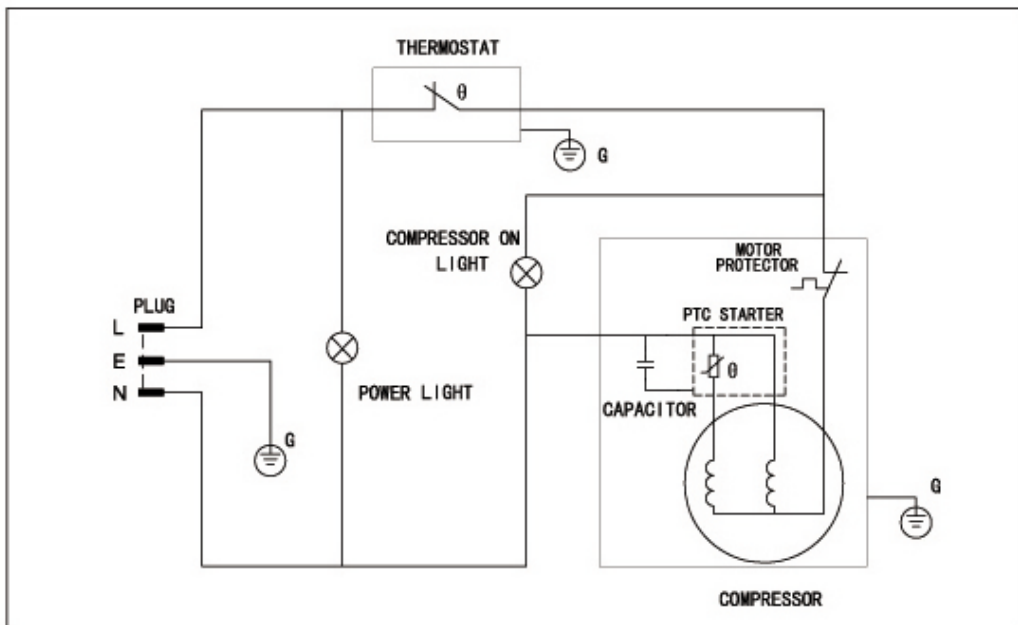 THERMOSTAT
θ
G
COMPRESSOR ON
LIGHT
MOTOR
PROTECTOR
PLUG
L
E
N
PTC STARTER
θ
POWER LIGHT
CAPACITOR
G
G
COMPRESSOR